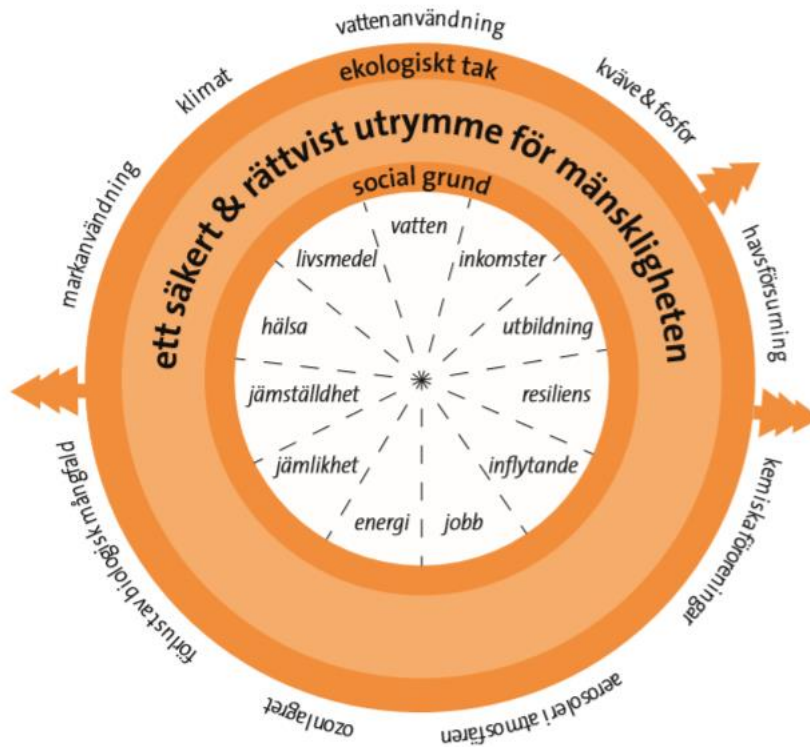 vattenanvändning
kväve & fosfor
havsförsurning
kemiska föroreningar
aerosoler i atmosfären
ozonlagret
förlust av biologisk mångfald
markanvändning
klimat
ekologiskt tak
ett säkert & rättvist utrymme för mänskligheten
social grund
vatten
inkomster
utbildning
resiliens
inflytande
jobb
energi
jämlikhet
jämställdhet
hälsa
livsmedel